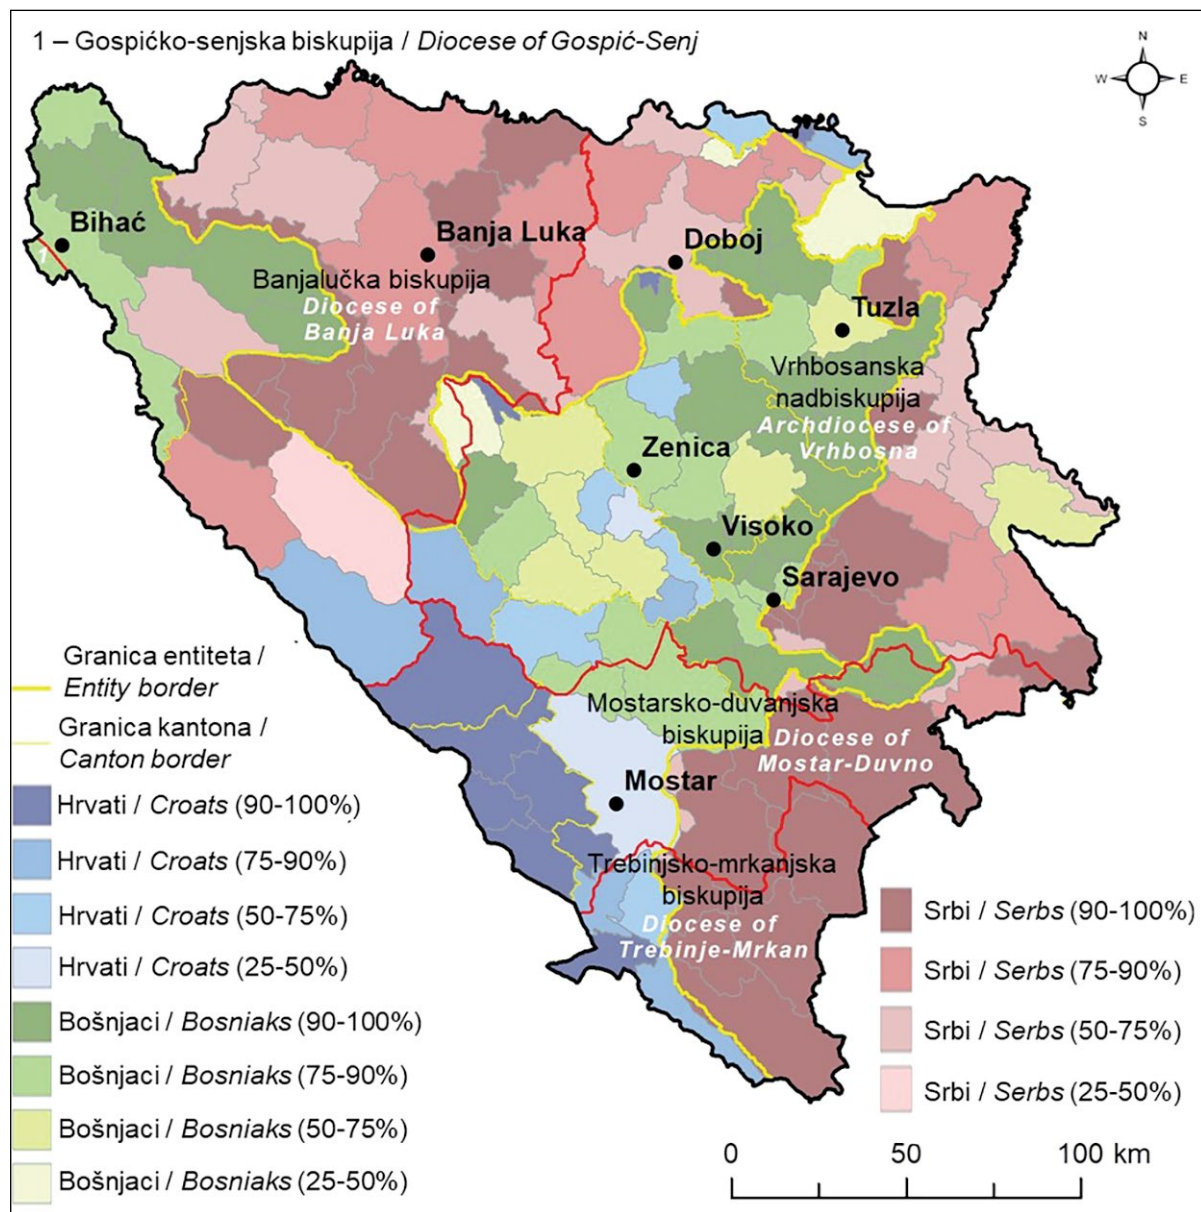 1 – Gospićko-senjska biskupija / Diocese of Gospić-Senj
N
W
E
S
1
Bihać
Banja Luka
Doboj
Banjalučka biskupija
Diocese of
Banja Luka
Tuzla
Vrhbosanska
nadbiskupija
Archdiocese of
Vrhbosna
Zenica
Visoko
Sarajevo
Mostarsko-duvanjska
biskupija
Diocese of
Mostar-Duvno
Mostar
Trebinjsko-mrkanjska
biskupija
Diocese of
Trebinje-Mrkan
Granica entiteta /
Entity border
Granica kantona /
Canton border
Hrvati / Croats (90-100%)
Hrvati / Croats (75-90%)
Hrvati / Croats (50-75%)
Hrvati / Croats (25-50%)
Bošnjaci / Bosniaks (90-100%)
Bošnjaci / Bosniaks (75-90%)
Bošnjaci / Bosniaks (50-75%)
Bošnjaci / Bosniaks (25-50%)
Srbi / Serbs (90-100%)
Srbi / Serbs (75-90%)
Srbi / Serbs (50-75%)
Srbi / Serbs (25-50%)
0 50 100 km